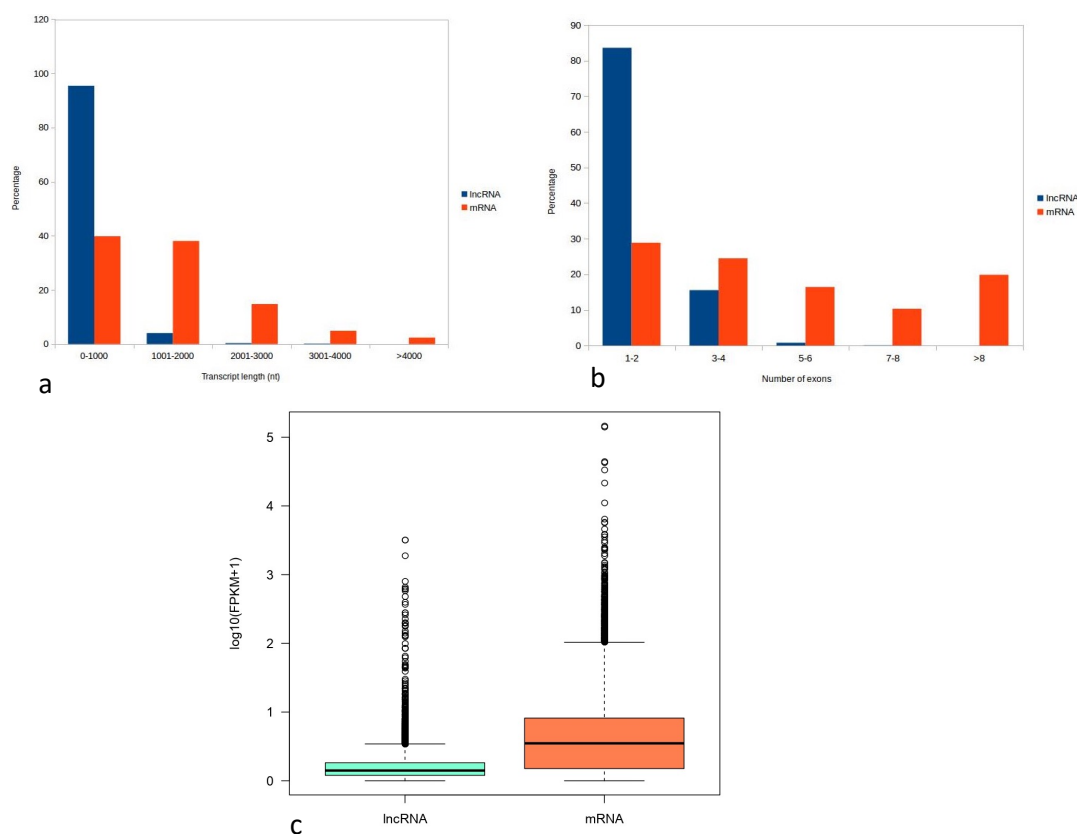 120
100
80
60
40
20
0
Percentage
0-1000
1001-2000
2001-3000
3001-4000
>4000
Transcript length (nt)
lncRNA
mRNA
a
90
80
70
60
50
40
30
20
10
0
Percentage
1-2
3-4
5-6
7-8
>8
Number of exons
lncRNA
mRNA
b
5
4
3
2
1
0
log10(FPKM+1)
lncRNA
mRNA
c